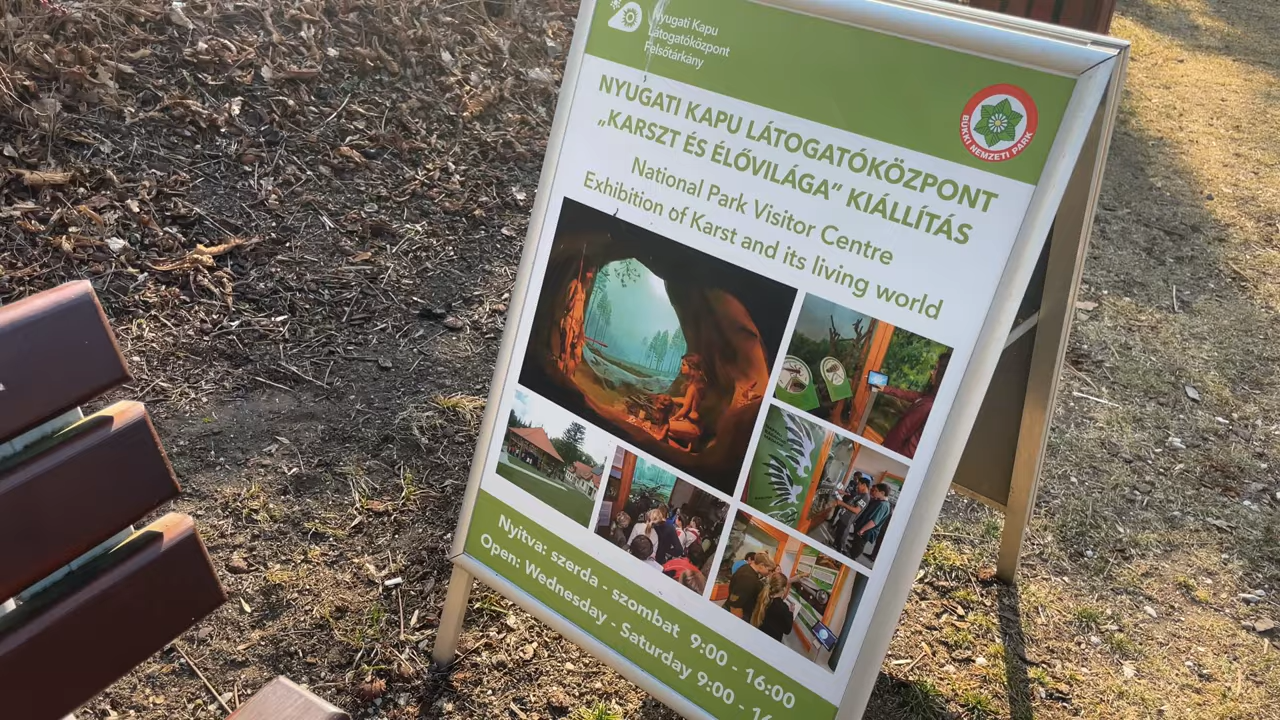 Nyugati Kapu
Látogatóközpont
Felsőtárkány
BÜKKI NEMZETI PARK
NYUGATI KAPU LÁTOGATÓKÖZPONT
„KARSZT ÉS ÉLŐVILÁGA” KIÁLLÍTÁS
National Park Visitor Centre
Exhibition of Karst and its living world
Nyitva: szerda - szombat 9:00 - 16:00
Open: Wednesday - Saturday 9:00 - 1